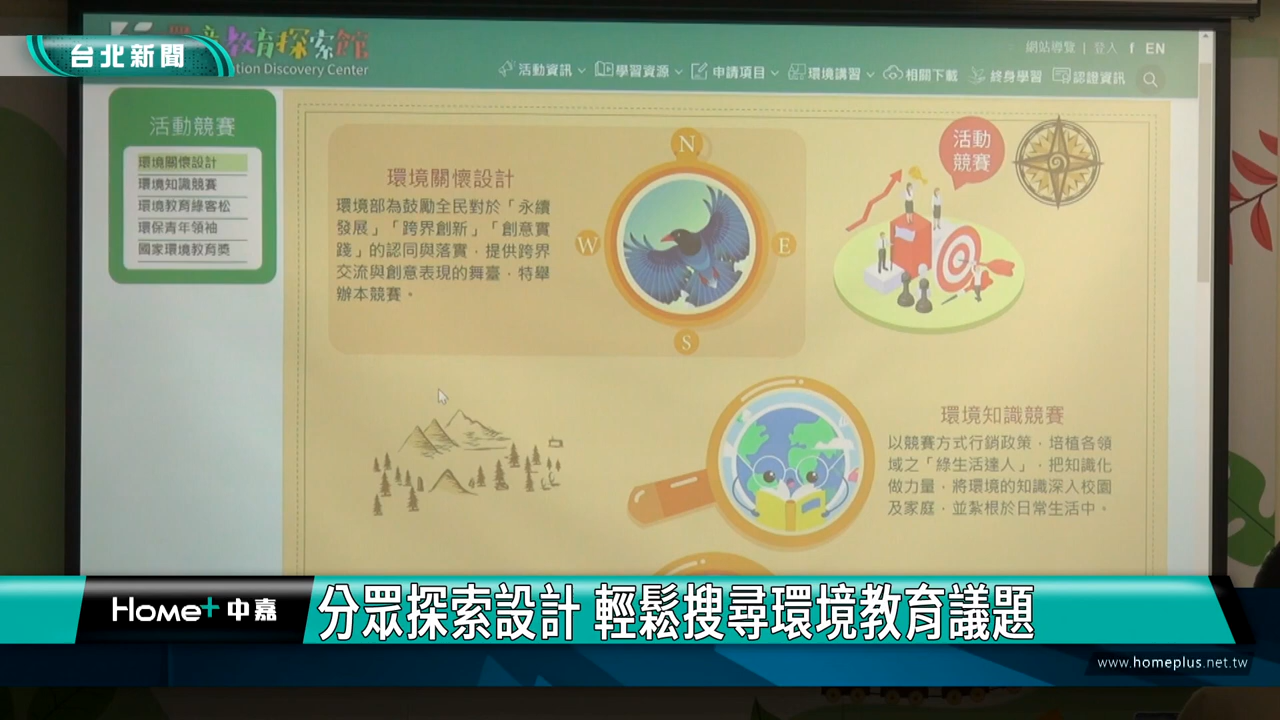 台北新聞
教育探索館
tion Discovery Center
網站導覽 | 登入 f EN
活動資訊 學習資源 申請項目 環境講習 相關下載 終身學習 認證資訊
活動競賽
環境關懷設計
環境知識競賽
環境教育綠客松
環保青年領袖
國家環境教育獎
環境關懷設計
環境部為鼓勵全民對於「永續
發展」「跨界創新」「創意實
踐」的認同與落實，提供跨界
交流與創意表現的舞臺，特舉
辦本競賽。
N
W
E
S
活動
競賽
環境知識競賽
以競賽方式行銷政策，培植各領
域之「綠生活達人」，把知識化
做力量，將環境的知識深入校園
及家庭，並紮根於日常生活中。
Home+中嘉
分眾探索設計 輕鬆搜尋環境教育議題
www.homeplus.net.tw